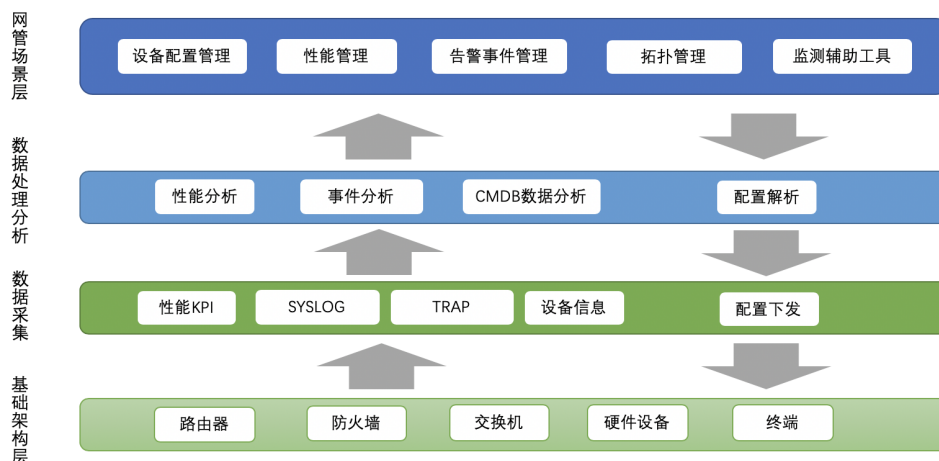 网管场景层
设备配置管理
性能管理
告警事件管理
拓扑管理
监测辅助工具
数据处理分析
性能分析
事件分析
CMDB数据分析
配置解析
数据采集
性能KPI
SYSLOG
TRAP
设备信息
配置下发
基础架构层
路由器
防火墙
交换机
硬件设备
终端